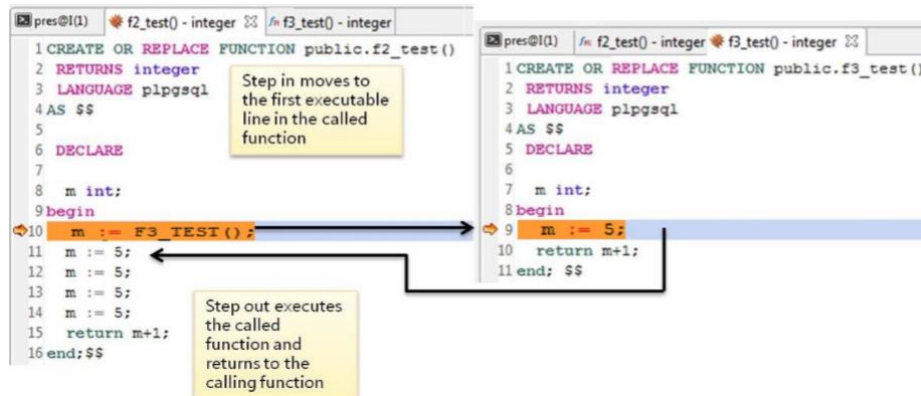 pres@I(1) f2_test() - integer f3_test() - integer
1 CREATE OR REPLACE FUNCTION public.f2_test()
2 RETURNS integer
3 LANGUAGE plpgsql
4 AS $$
5
6 DECLARE
7
8 m int;
9 begin
10 m := F3_TEST();
11 m := 5;
12 m := 5;
13 m := 5;
14 m := 5;
15 return m+1;
16 end;$$
Step in moves to
the first executable
line in the called
function
Step out executes
the called
function and
returns to the
calling function
pres@I(1) f2_test() - integer f3_test() - integer
1 CREATE OR REPLACE FUNCTION public.f3_test()
2 RETURNS integer
3 LANGUAGE plpgsql
4 AS $$
5 DECLARE
6
7 m int;
8 begin
9 m := 5;
10 return m+1;
11 end; $$